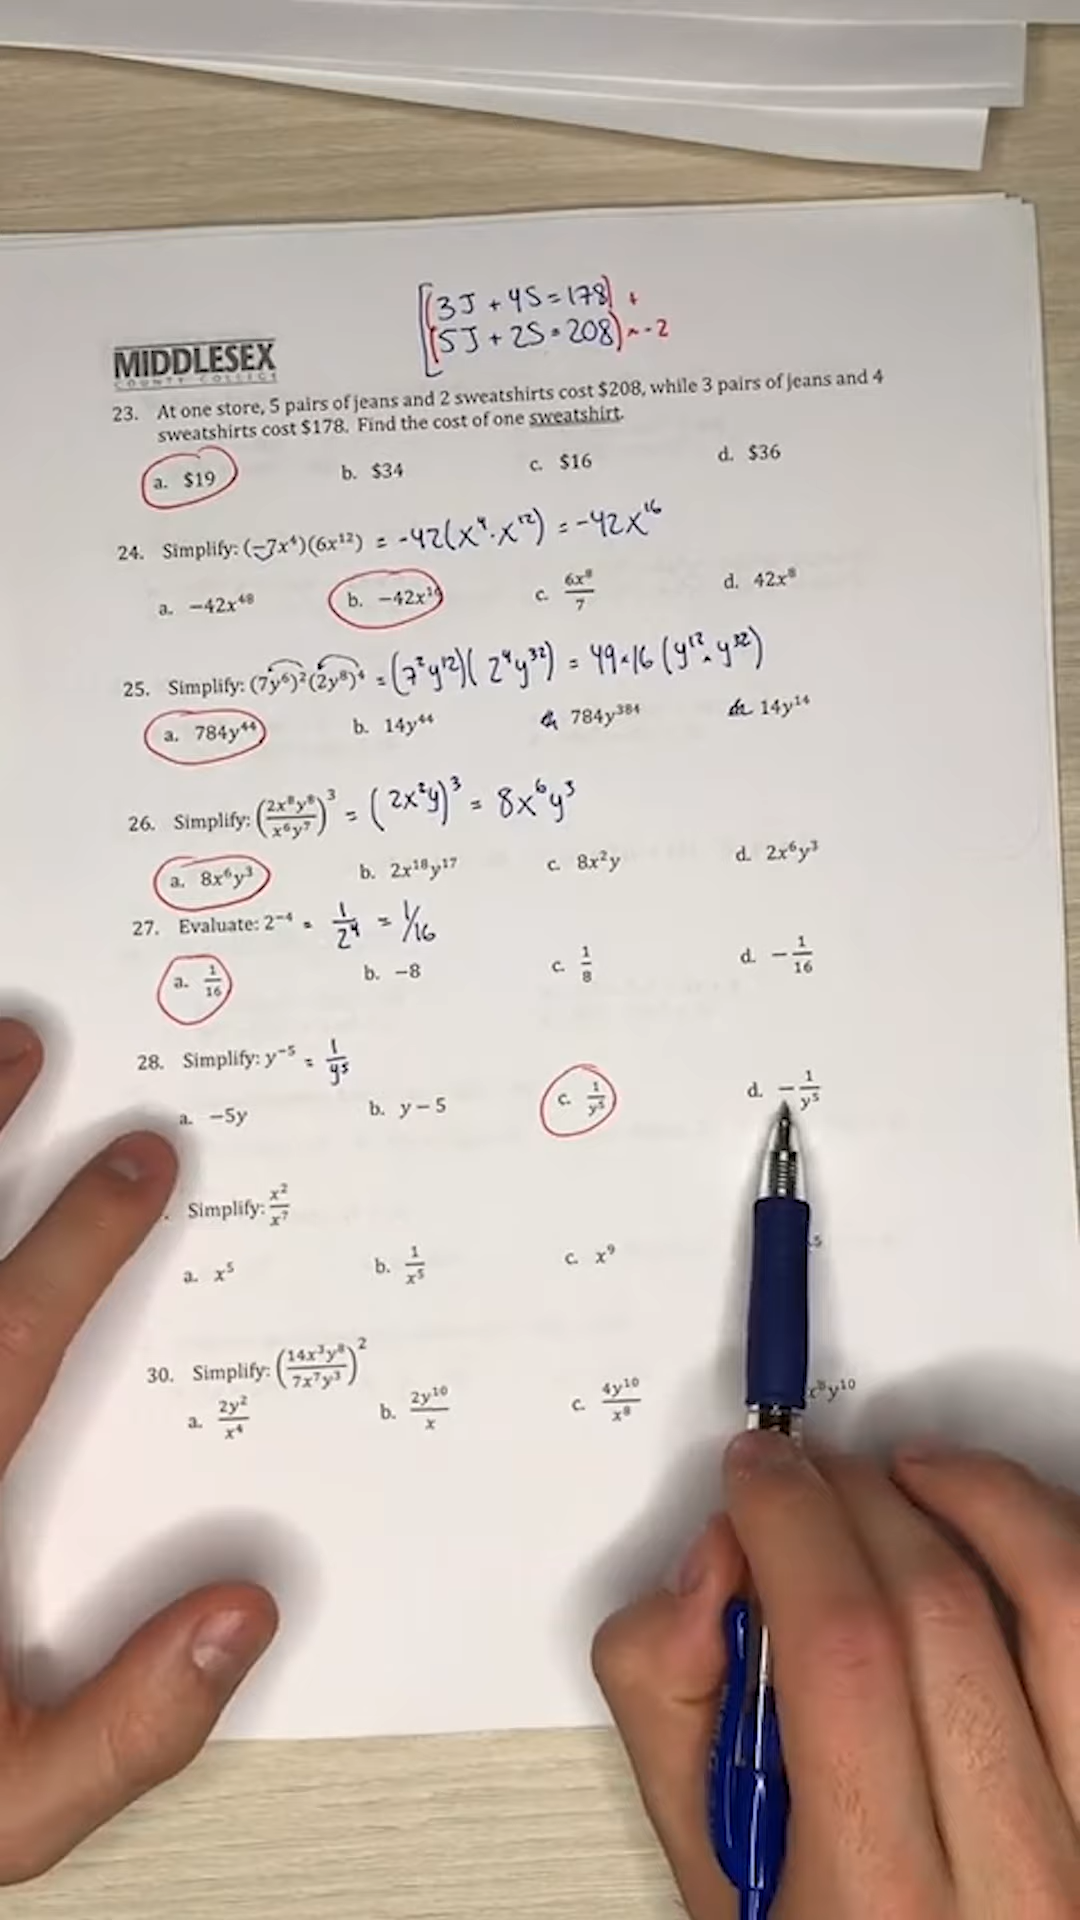 [(3J + 4S = 178) +
(5J + 2S = 208) × -2
MIDDLESEX
COUNTY COLLEGE
23. At one store, 5 pairs of jeans and 2 sweatshirts cost $208, while 3 pairs of jeans and 4
sweatshirts cost $178. Find the cost of one sweatshirt.
a. $19 b. $34 c. $16 d. $36
24. Simplify: (−7x⁴)(6x¹²) = -42(x⁴·x¹²) = -42x¹⁶
a. −42x⁴⁸ b. −42x¹⁶ c. 6x⁸/7 d. 42x⁸
25. Simplify: (7y⁶)²(2y⁸)⁴ = (7²y¹²)(2⁴y³²) = 49×16(y¹²·y³²)
a. 784y⁴⁴ b. 14y⁴⁴ 784y³⁸⁴ 14y¹⁴
26. Simplify: (2x⁸y⁸/x⁶y⁷)³ = (2x²y)³ = 8x⁶y³
a. 8x⁶y³ b. 2x¹⁸y¹⁷ c. 8x²y d. 2x⁶y³
27. Evaluate: 2⁻⁴ = 1/2⁴ = 1/16
a. 1/16 b. −8 c. 1/8 d. −1/16
28. Simplify: y⁻⁵ = 1/y⁵
a. −5y b. y − 5 c. 1/y⁵ d. −1/y⁵
. Simplify: x²/x⁷
a. x⁵ b. 1/x⁵ c. x⁹ 5
30. Simplify: (14x³y⁸/7x⁷y³)²
a. 2y²/x⁴ b. 2y¹⁰/x c. 4y¹⁰/x⁸ x⁸y¹⁰